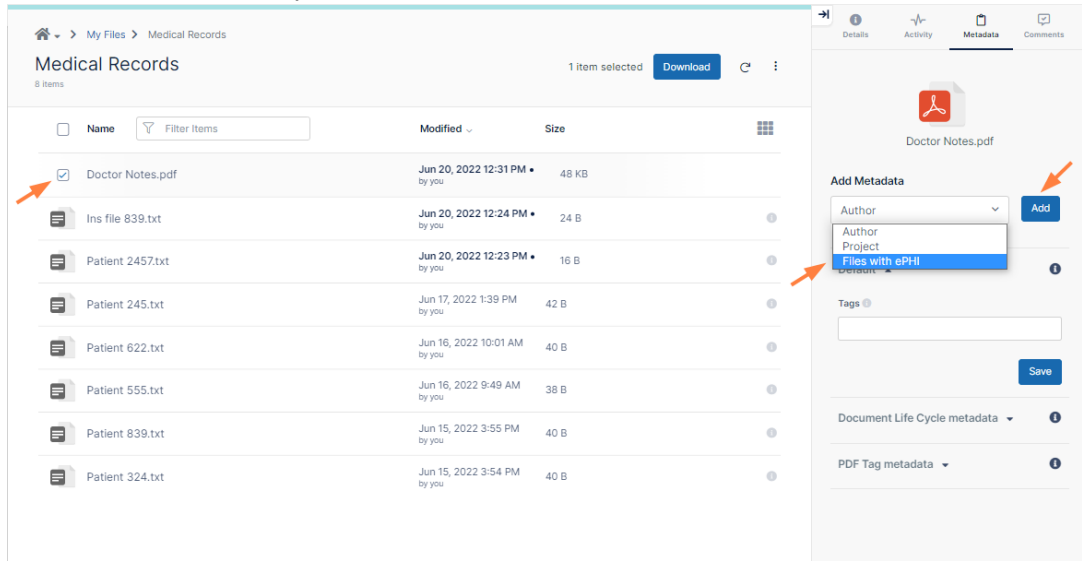 My Files > Medical Records
Medical Records
8 items
1 item selected
Download
Name
Filter Items
Modified
Size
Doctor Notes.pdf
Jun 20, 2022 12:31 PM •
by you
48 KB
Ins file 839.txt
Jun 20, 2022 12:24 PM •
by you
24 B
Patient 2457.txt
Jun 20, 2022 12:23 PM •
by you
16 B
Patient 245.txt
Jun 17, 2022 1:39 PM
by you
42 B
Patient 622.txt
Jun 16, 2022 10:01 AM
by you
40 B
Patient 555.txt
Jun 16, 2022 9:49 AM
by you
38 B
Patient 839.txt
Jun 15, 2022 3:55 PM
by you
40 B
Patient 324.txt
Jun 15, 2022 3:54 PM
by you
40 B
Details
Activity
Metadata
Comments
Doctor Notes.pdf
Add Metadata
Author
Add
Author
Project
Files with ePHI
Default
Tags
Save
Document Life Cycle metadata
PDF Tag metadata